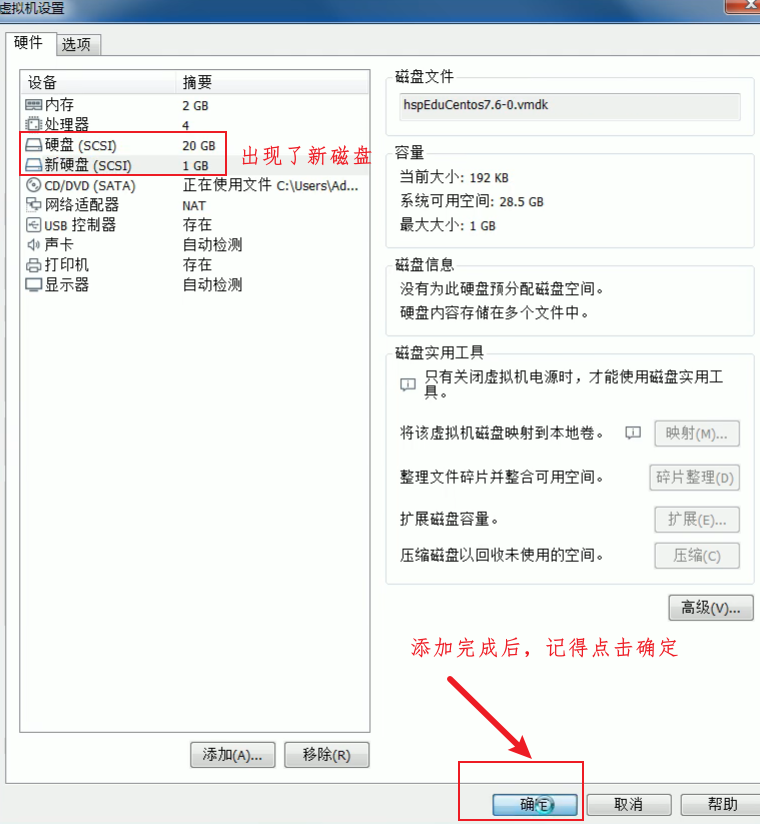 虚拟机设置
硬件 选项
设备 摘要
内存 2 GB
处理器 4
硬盘 (SCSI) 20 GB
新硬盘 (SCSI) 1 GB
出现了新磁盘
CD/DVD (SATA) 正在使用文件 C:\Users\Ad...
网络适配器 NAT
USB 控制器 存在
声卡 自动检测
打印机 存在
显示器 自动检测
添加(A)... 移除(R)
磁盘文件
hspEduCentos7.6-0.vmdk
容量
当前大小: 192 KB
系统可用空间: 28.5 GB
最大大小: 1 GB
磁盘信息
没有为此硬盘预分配磁盘空间。
硬盘内容存储在多个文件中。
磁盘实用工具
只有关闭虚拟机电源时，才能使用磁盘实用工
具。
将该虚拟机磁盘映射到本地卷。 映射(M)...
整理文件碎片并整合可用空间。 碎片整理(D)
扩展磁盘容量。 扩展(E)...
压缩磁盘以回收未使用的空间。 压缩(C)
高级(V)...
添加完成后，记得点击确定
确定 取消 帮助